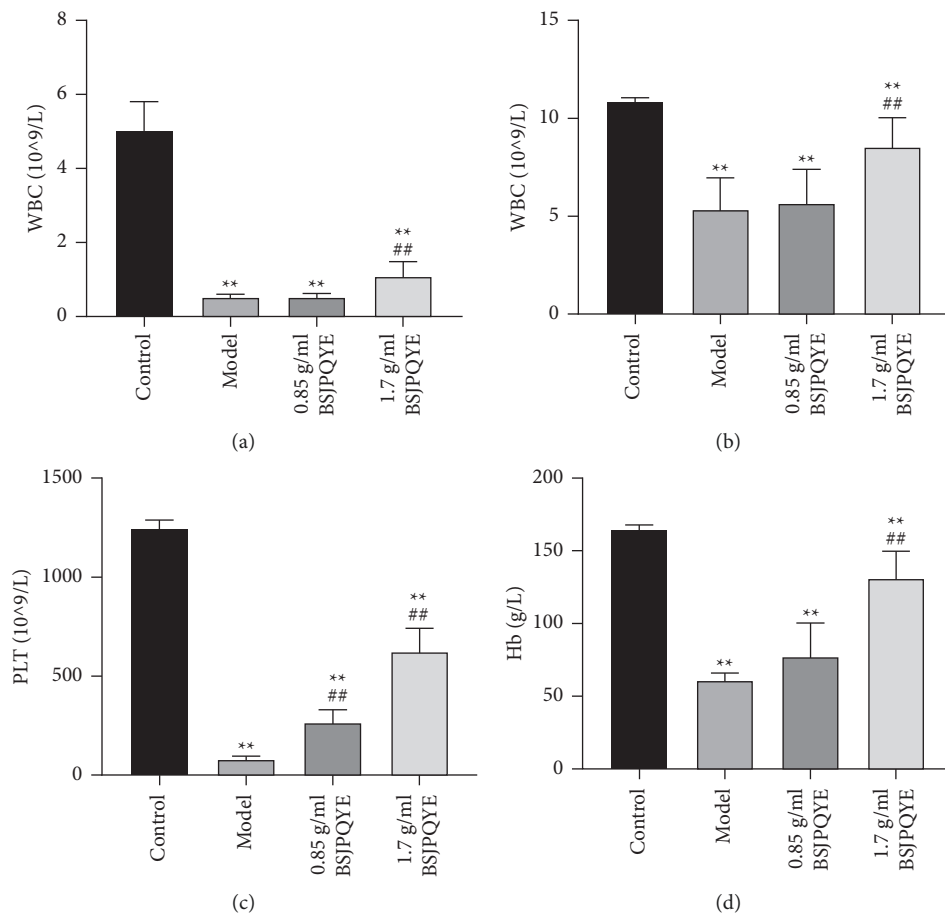 WBC (10^9/L)
8
6
4
2
0
**
**
**
##
Control
Model
0.85 g/ml
BSJPQYE
1.7 g/ml
BSJPQYE
(a)
WBC (10^9/L)
15
10
5
0
**
**
**
##
Control
Model
0.85 g/ml
BSJPQYE
1.7 g/ml
BSJPQYE
(b)
PLT (10^9/L)
1500
1000
500
0
**
**
##
**
##
Control
Model
0.85 g/ml
BSJPQYE
1.7 g/ml
BSJPQYE
(c)
Hb (g/L)
200
150
100
50
0
**
**
**
##
Control
Model
0.85 g/ml
BSJPQYE
1.7 g/ml
BSJPQYE
(d)